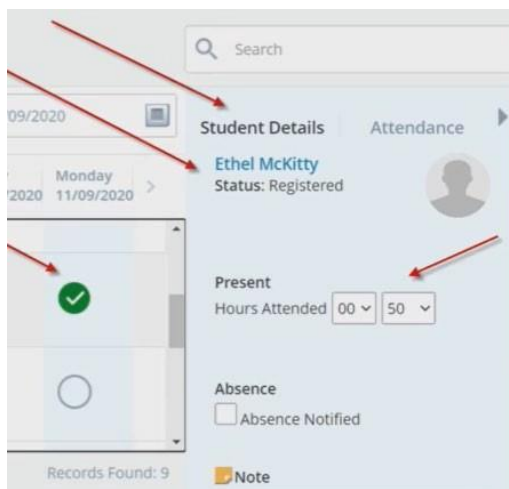 Search
09/2020
Monday
/2020 11/09/2020 >
Records Found: 9
Student Details Attendance
Ethel McKitty
Status: Registered
Present
Hours Attended 00 50
Absence
Absence Notified
Note